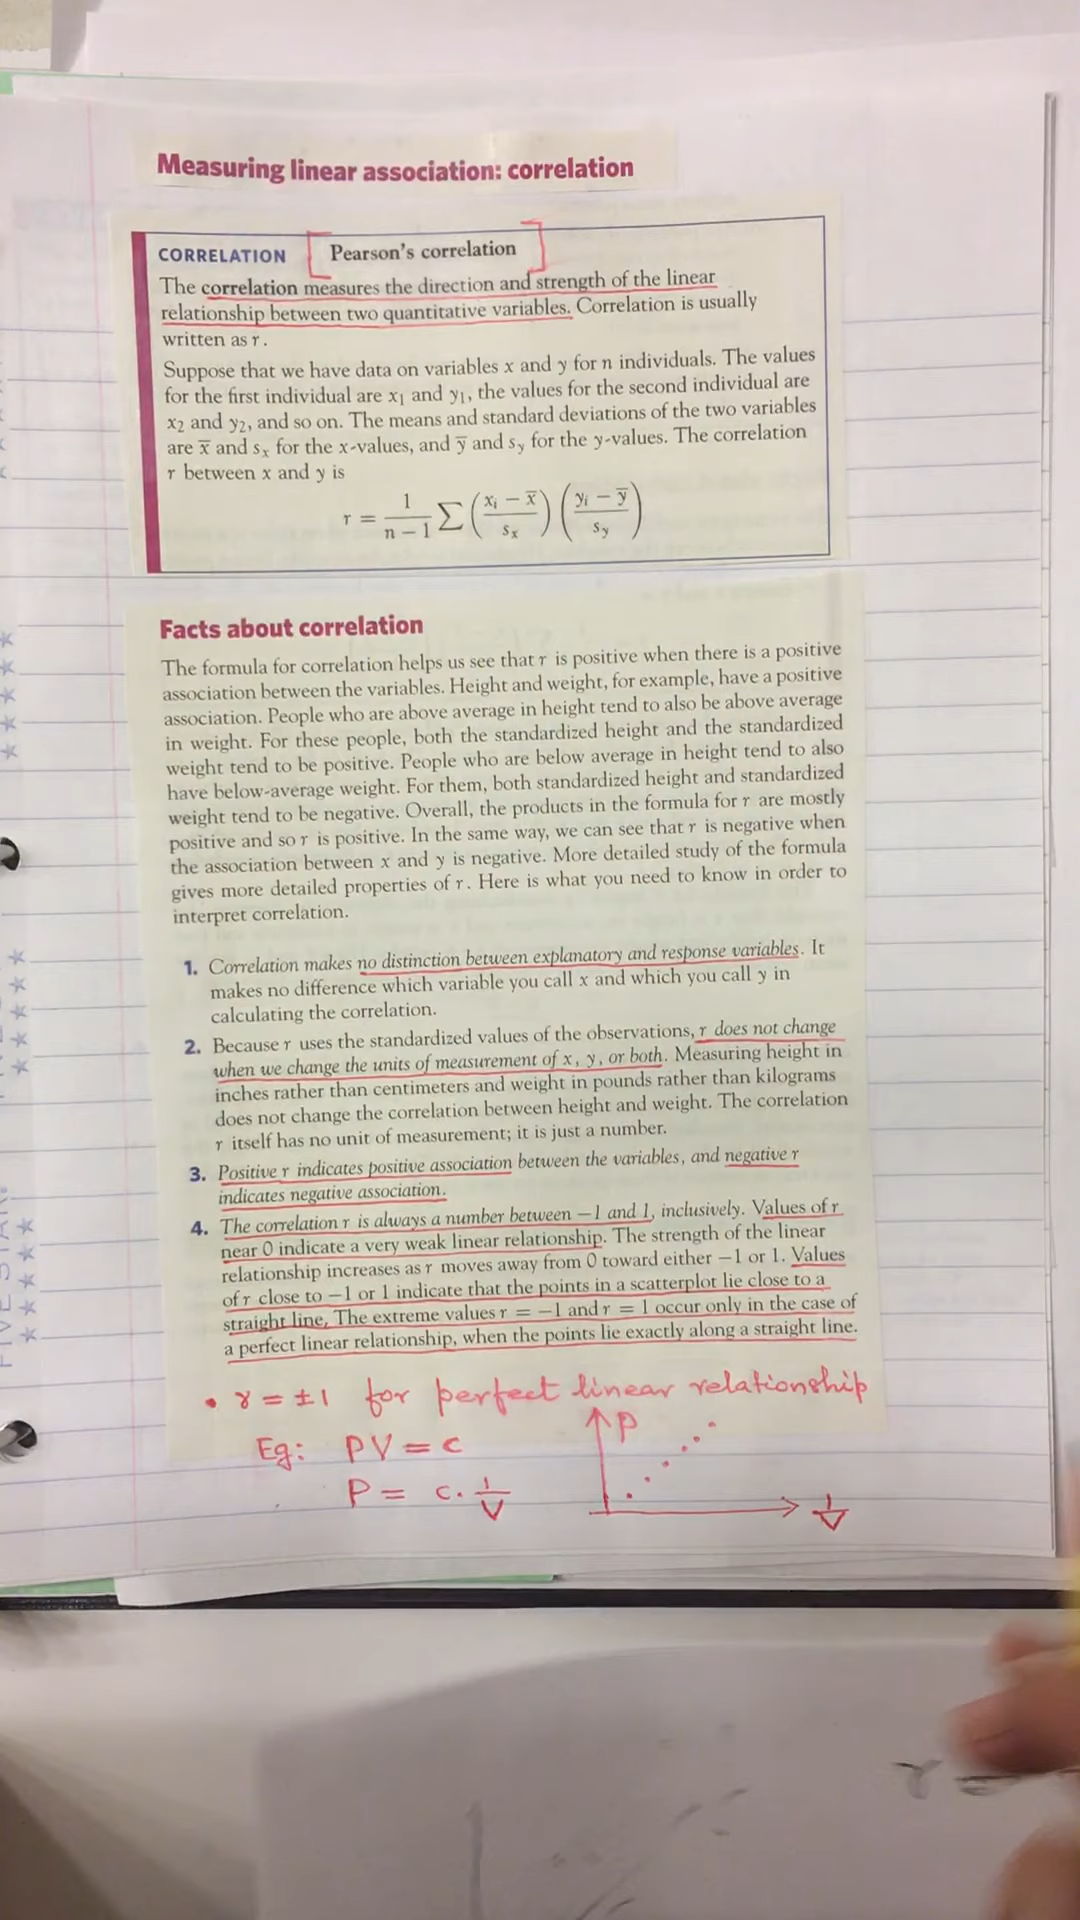 Measuring linear association: correlation
CORRELATION [Pearson's correlation]
The correlation measures the direction and strength of the linear
relationship between two quantitative variables. Correlation is usually
written as r.
Suppose that we have data on variables x and y for n individuals. The values
for the first individual are x₁ and y₁, the values for the second individual are
x₂ and y₂, and so on. The means and standard deviations of the two variables
are x̅ and sₓ for the x-values, and y̅ and s_y for the y-values. The correlation
r between x and y is
r = 1/(n − 1) ∑ ((xᵢ − x̅)/sₓ) ((yᵢ − y̅)/s_y)
Facts about correlation
The formula for correlation helps us see that r is positive when there is a positive
association between the variables. Height and weight, for example, have a positive
association. People who are above average in height tend to also be above average
in weight. For these people, both the standardized height and the standardized
weight tend to be positive. People who are below average in height tend to also
have below-average weight. For them, both standardized height and standardized
weight tend to be negative. Overall, the products in the formula for r are mostly
positive and so r is positive. In the same way, we can see that r is negative when
the association between x and y is negative. More detailed study of the formula
gives more detailed properties of r. Here is what you need to know in order to
interpret correlation.
1. Correlation makes no distinction between explanatory and response variables. It
makes no difference which variable you call x and which you call y in
calculating the correlation.
2. Because r uses the standardized values of the observations, r does not change
when we change the units of measurement of x, y, or both. Measuring height in
inches rather than centimeters and weight in pounds rather than kilograms
does not change the correlation between height and weight. The correlation
r itself has no unit of measurement; it is just a number.
3. Positive r indicates positive association between the variables, and negative r
indicates negative association.
4. The correlation r is always a number between −1 and 1, inclusively. Values of r
near 0 indicate a very weak linear relationship. The strength of the linear
relationship increases as r moves away from 0 toward either −1 or 1. Values
of r close to −1 or 1 indicate that the points in a scatterplot lie close to a
straight line. The extreme values r = −1 and r = 1 occur only in the case of
a perfect linear relationship, when the points lie exactly along a straight line.
• r = ±1 for perfect linear relationship
Eg: PV = c
P = c. 1/V
P
1/V
r =